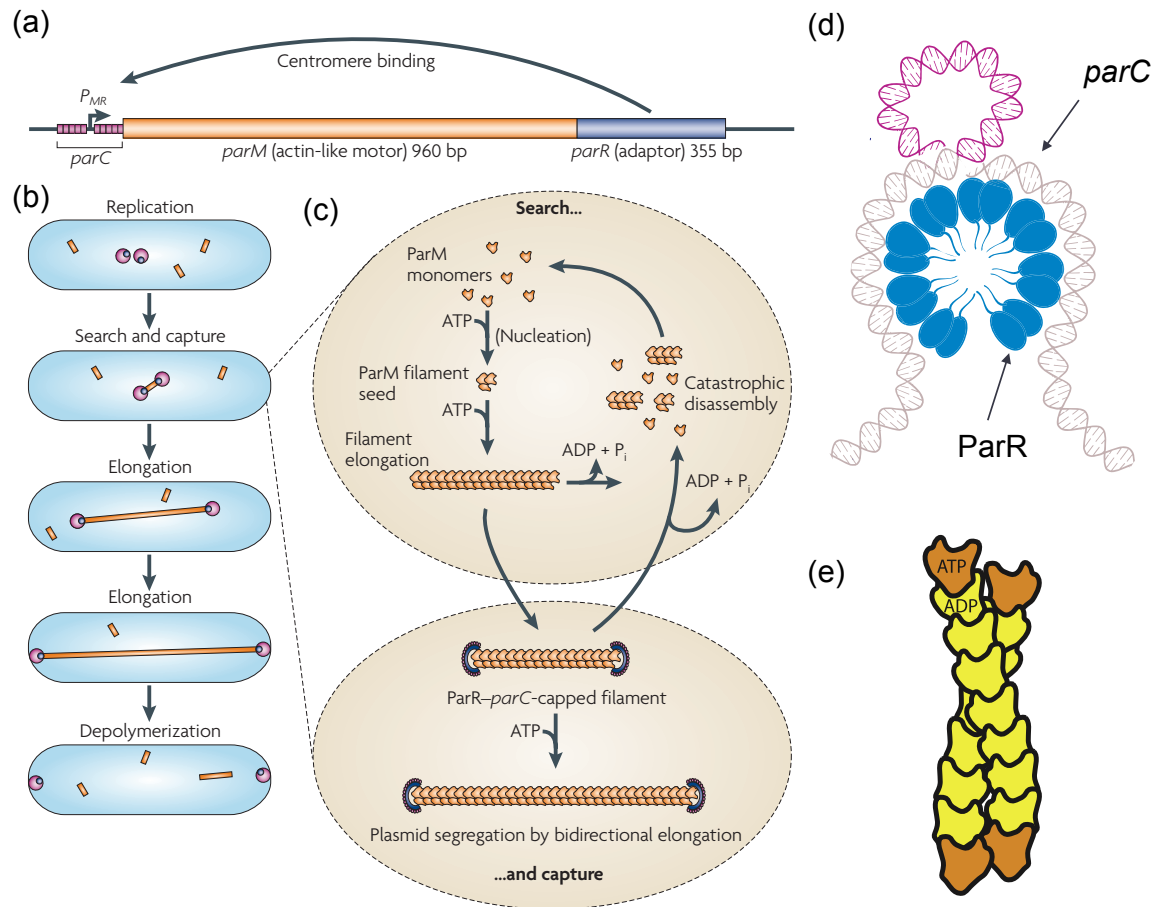 (a)
Centromere binding
P_MR
parC
parM (actin-like motor) 960 bp
parR (adaptor) 355 bp
(b)
Replication
Search and capture
Elongation
Elongation
Depolymerization
(c)
Search...
ParM
monomers
ATP
(Nucleation)
ParM filament
seed
ATP
Filament
elongation
ADP + Pi
Catastrophic
disassembly
ADP + Pi
ParR–parC-capped filament
ATP
Plasmid segregation by bidirectional elongation
...and capture
(d)
parC
ParR
(e)
ATP
ADP